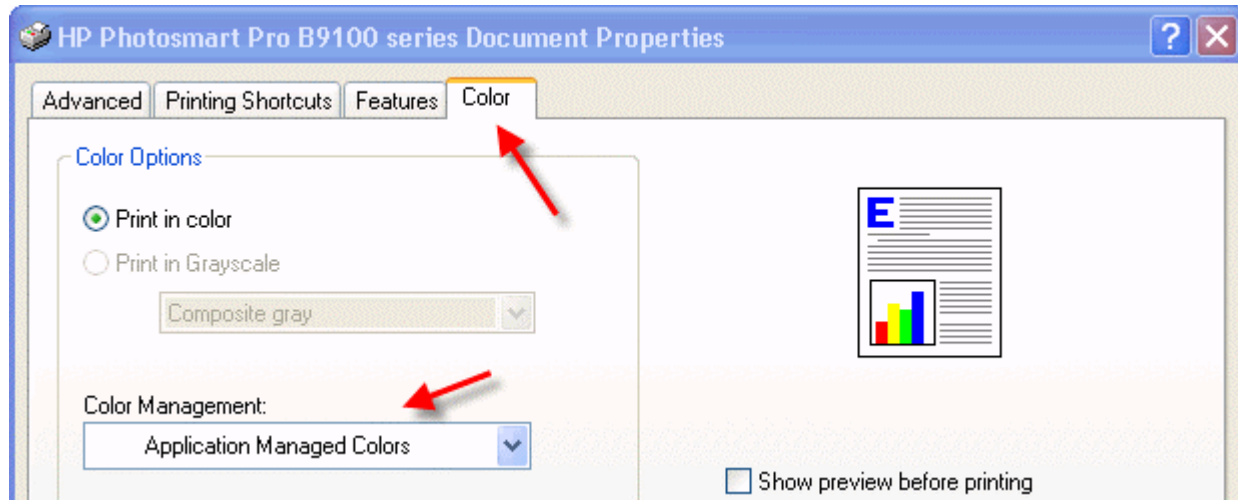 HP Photosmart Pro B9100 series Document Properties
Advanced Printing Shortcuts Features Color
Color Options
Print in color
Print in Grayscale
Composite gray
E
Color Management:
Application Managed Colors
Show preview before printing